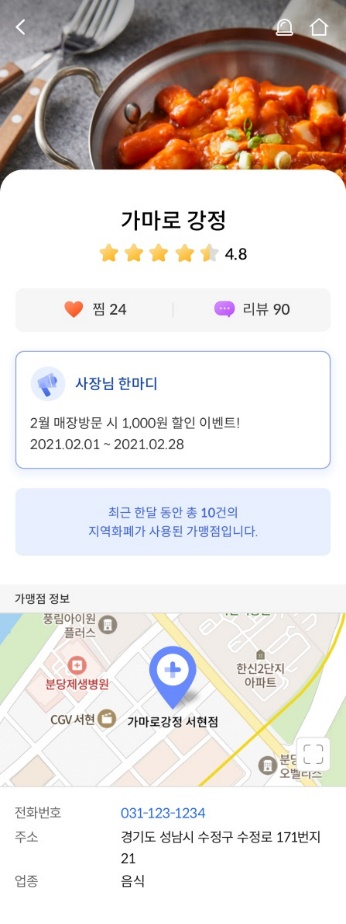 가마로 강정
4.8
찜 24
리뷰 90
사장님 한마디
2월 매장방문 시 1,000원 할인 이벤트!
2021.02.01 ~ 2021.02.28
최근 한달 동안 총 10건의
지역화폐가 사용된 가맹점입니다.
가맹점 정보
풍림아이원
플러스
분당제생병원
한신2단지
아파트
CGV 서현
가마로강정 서현점
오벨리스
전화번호
031-123-1234
주소
경기도 성남시 수정구 수정로 171번지
21
업종
음식